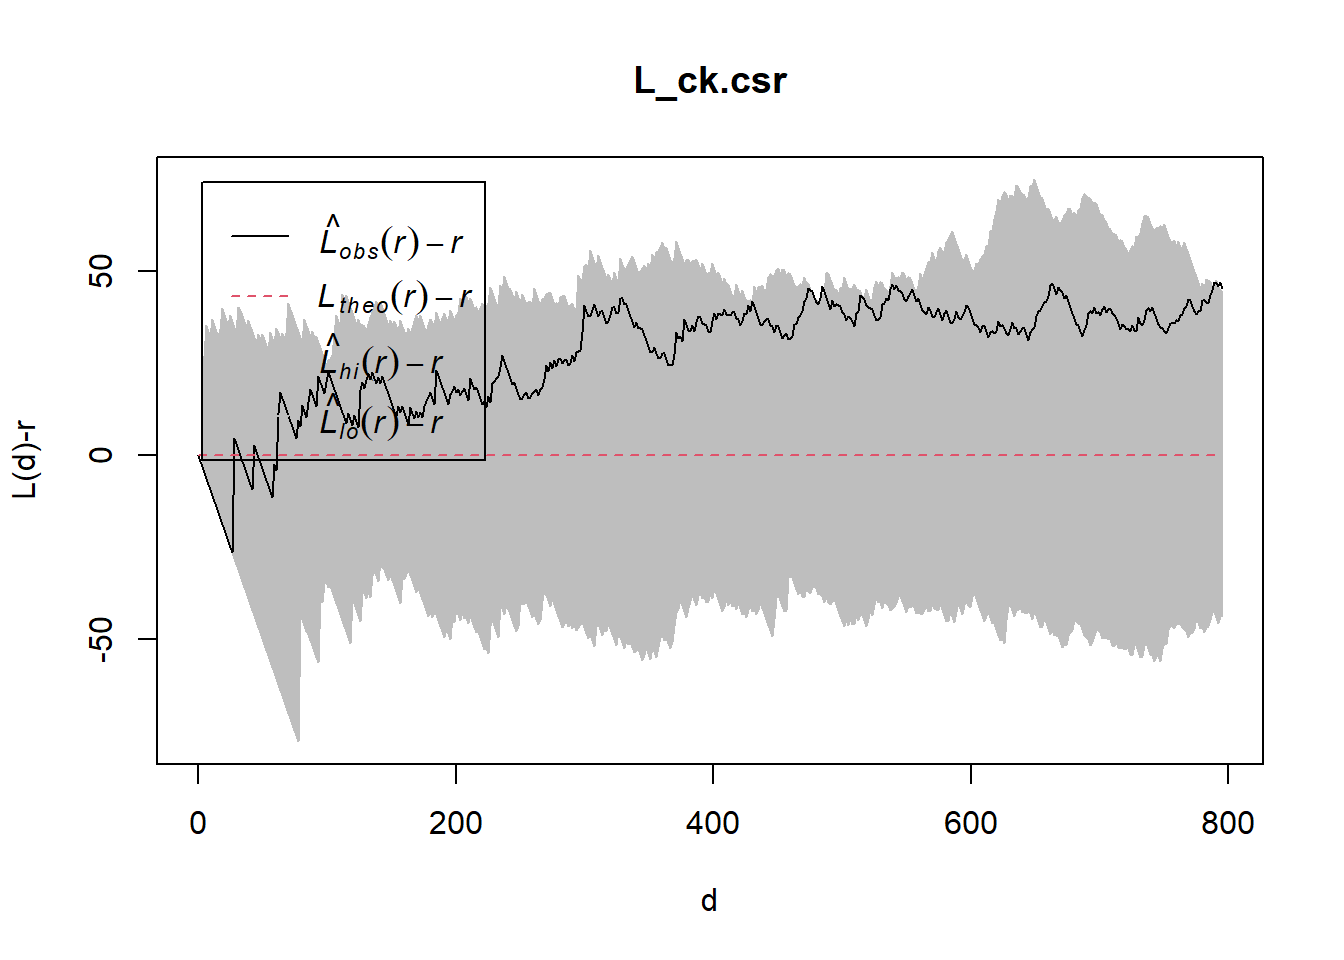 L_ck.csr
L̂obs(r) − r
Ltheo(r) − r
L̂hi(r) − r
L̂lo(r) − r
L(d)-r
50
0
-50
0 200 400 600 800
d